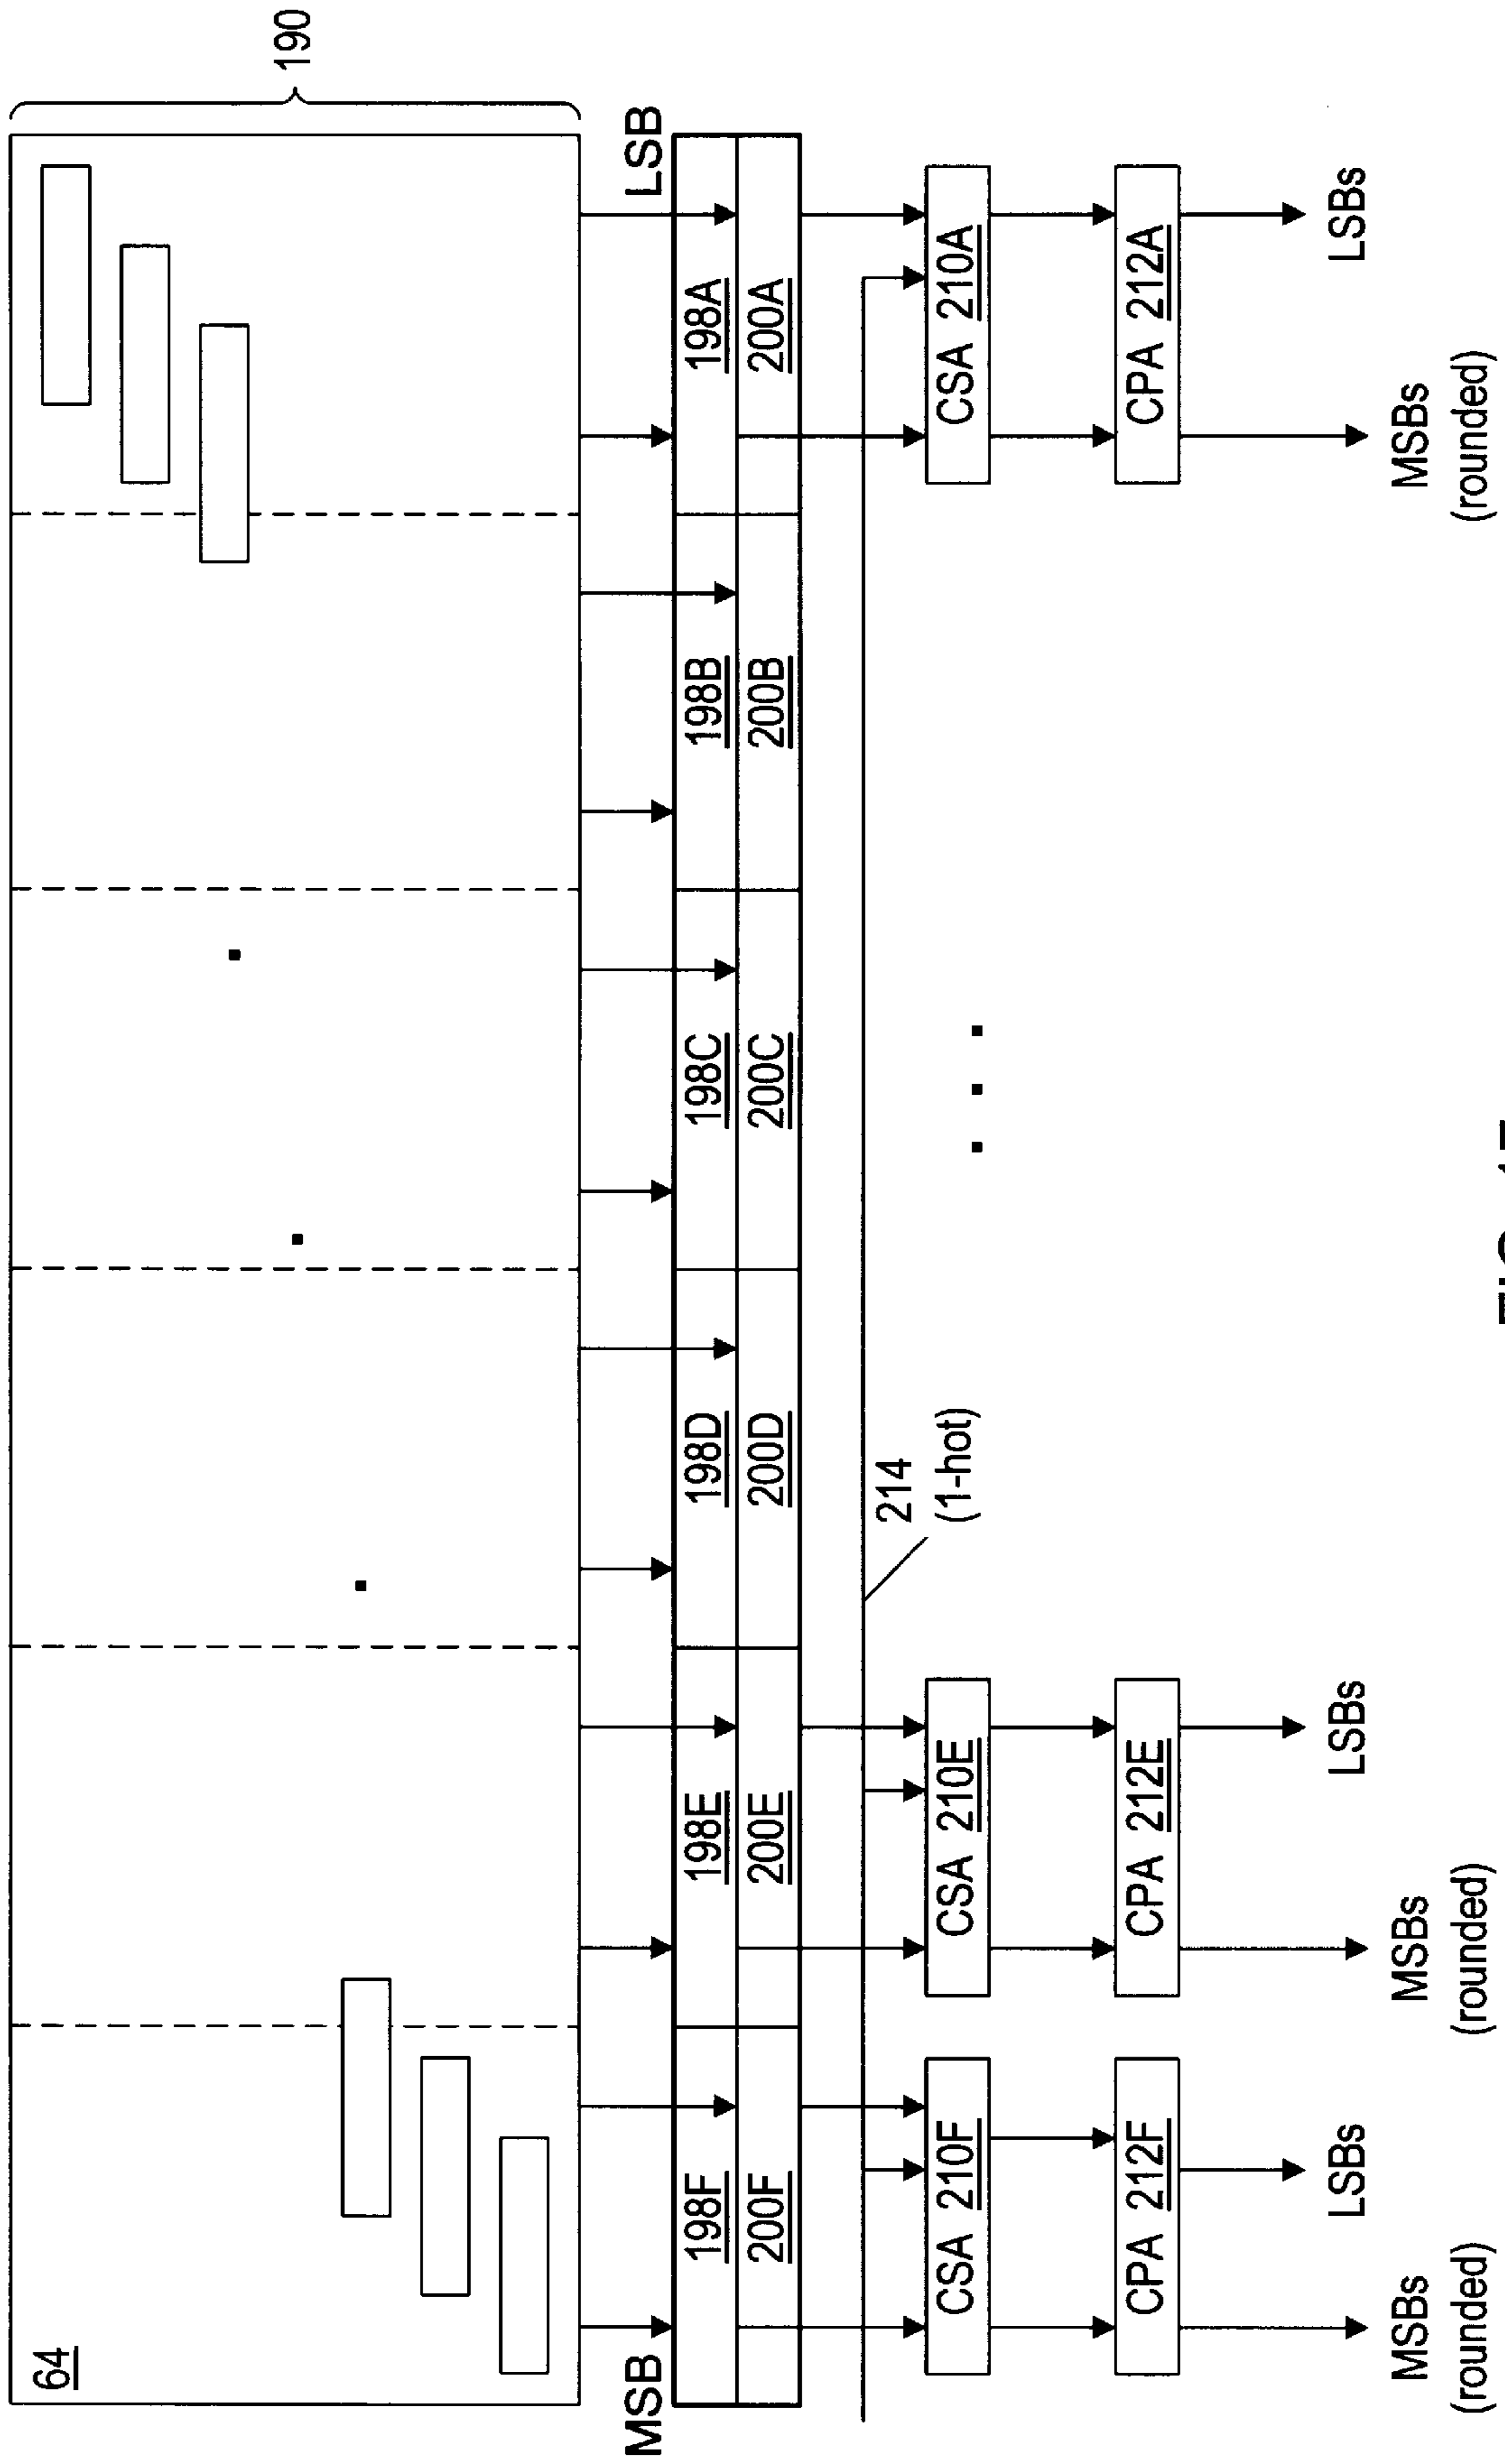 64
190
MSB
LSB
198F
198E
198D
198C
198B
198A
200F
200E
200D
200C
200B
200A
214
(1-hot)
CSA 210F
CSA 210E
CSA 210A
CPA 212F
CPA 212E
CPA 212A
LSBs
LSBs
LSBs
MSBs
(rounded)
MSBs
(rounded)
MSBs
(rounded)